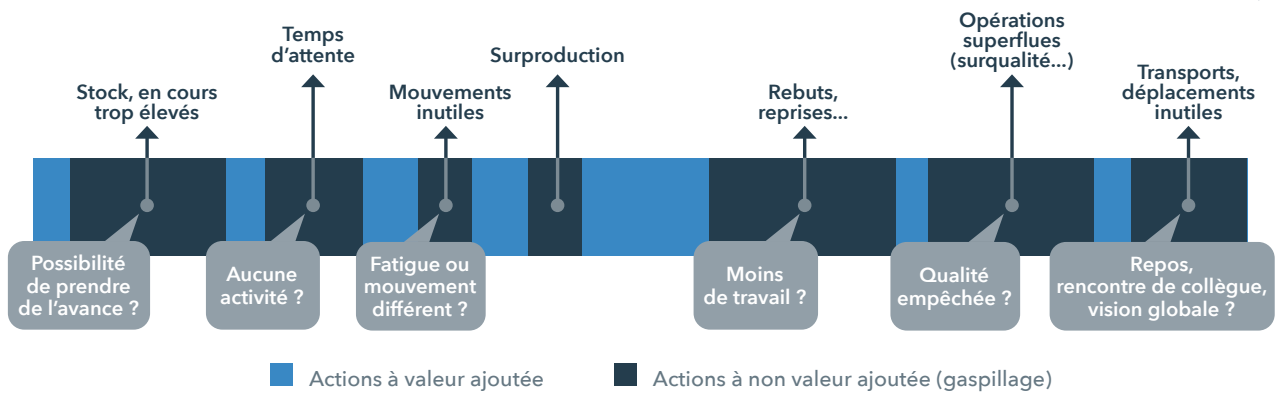 Stock, en cours
trop élevés
Temps
d'attente
Mouvements
inutiles
Surproduction
Rebuts,
reprises...
Opérations
superflues
(surqualité...)
Transports,
déplacements
inutiles
Possibilité
de prendre
de l'avance ?
Aucune
activité ?
Fatigue ou
mouvement
différent ?
Moins
de travail ?
Qualité
empêchée ?
Repos,
rencontre de collègue,
vision globale ?
Actions à valeur ajoutée
Actions à non valeur ajoutée (gaspillage)